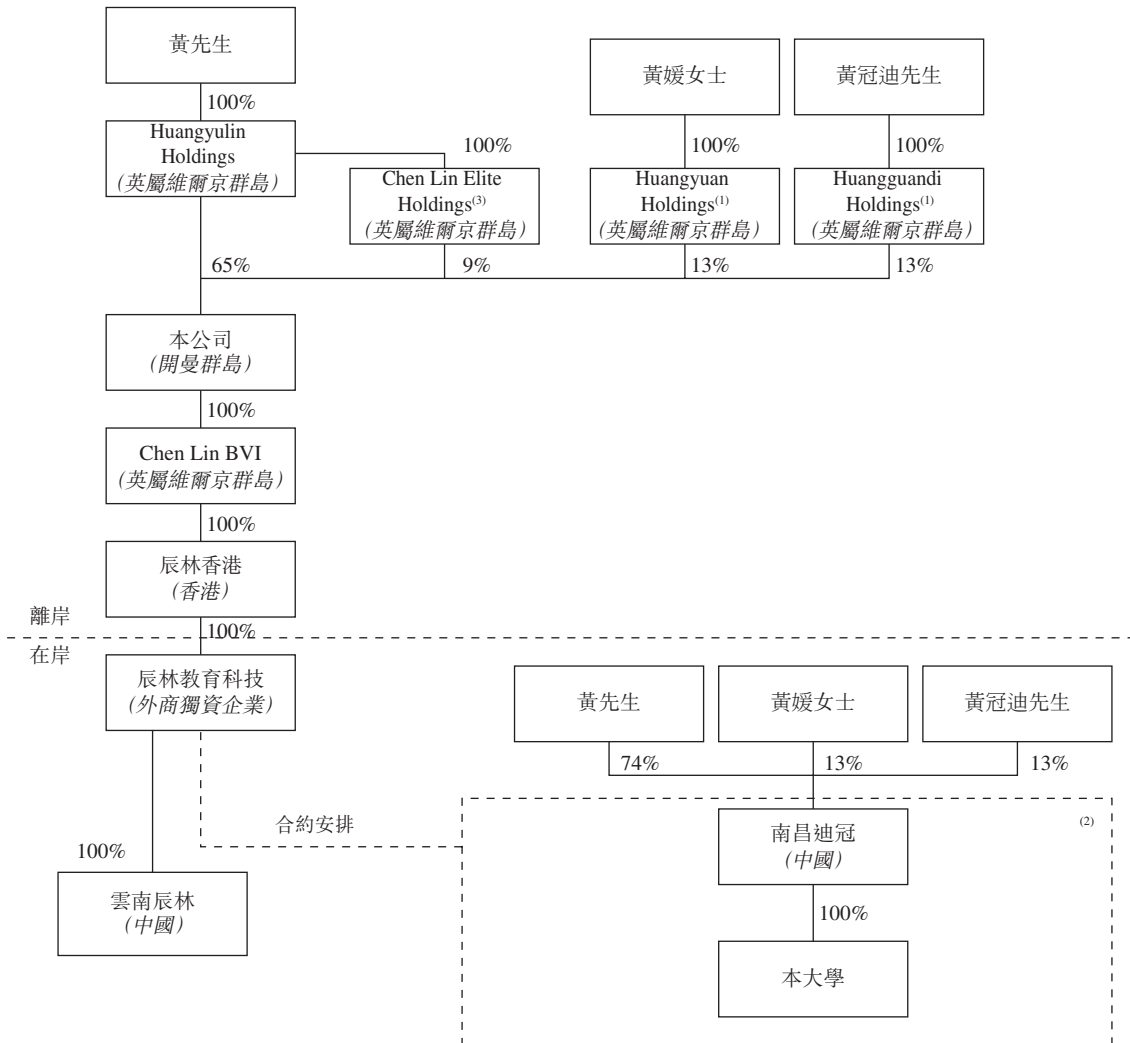 黃先生
黃媛女士
黃冠迪先生
100%
100%
100%
100%
Huangyulin
Holdings
(英屬維爾京群島)
Chen Lin Elite
Holdings(3)
(英屬維爾京群島)
Huangyuan
Holdings(1)
(英屬維爾京群島)
Huangguandi
Holdings(1)
(英屬維爾京群島)
65%
9%
13%
13%
本公司
(開曼群島)
100%
Chen Lin BVI
(英屬維爾京群島)
100%
辰林香港
(香港)
離岸
100%
在岸
辰林教育科技
(外商獨資企業)
黃先生
黃媛女士
黃冠迪先生
74%
13%
13%
合約安排
(2)
南昌迪冠
(中國)
100%
雲南辰林
(中國)
100%
本大學